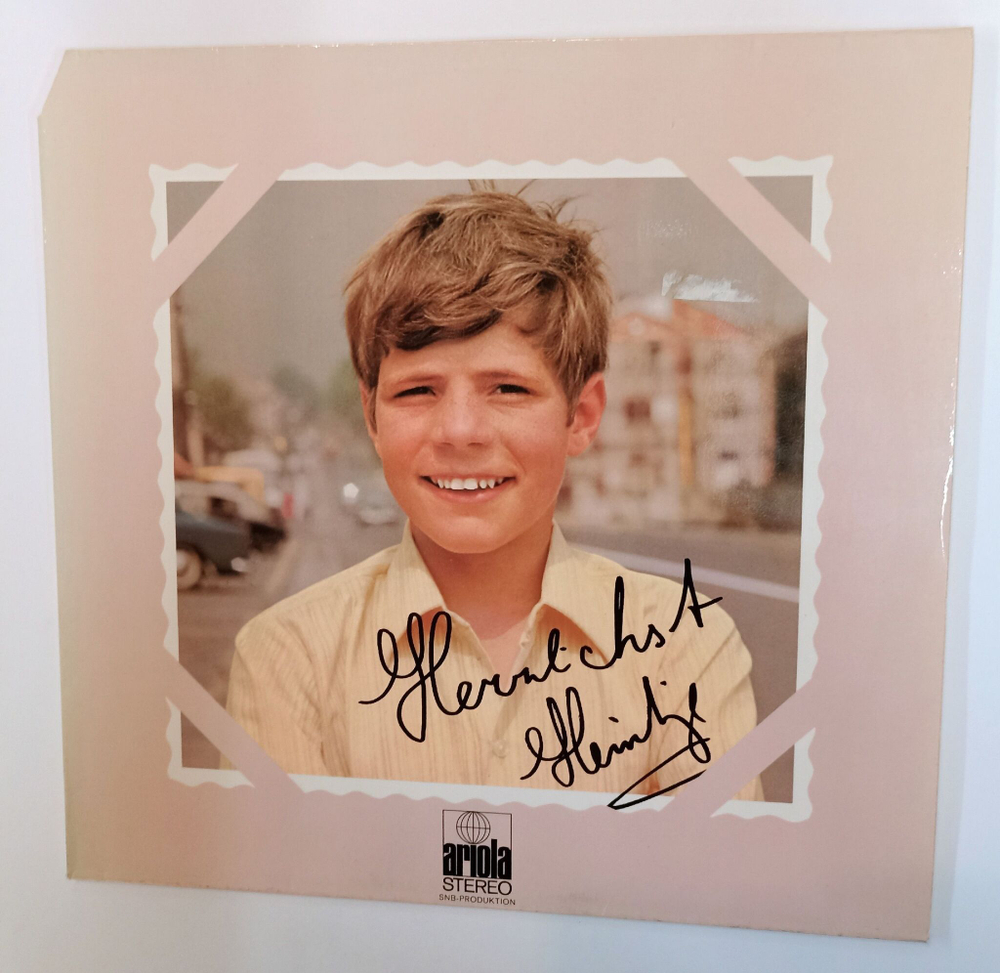 Herzlichst
Heintje
ariola
STEREO
SNB-PRODUKTION